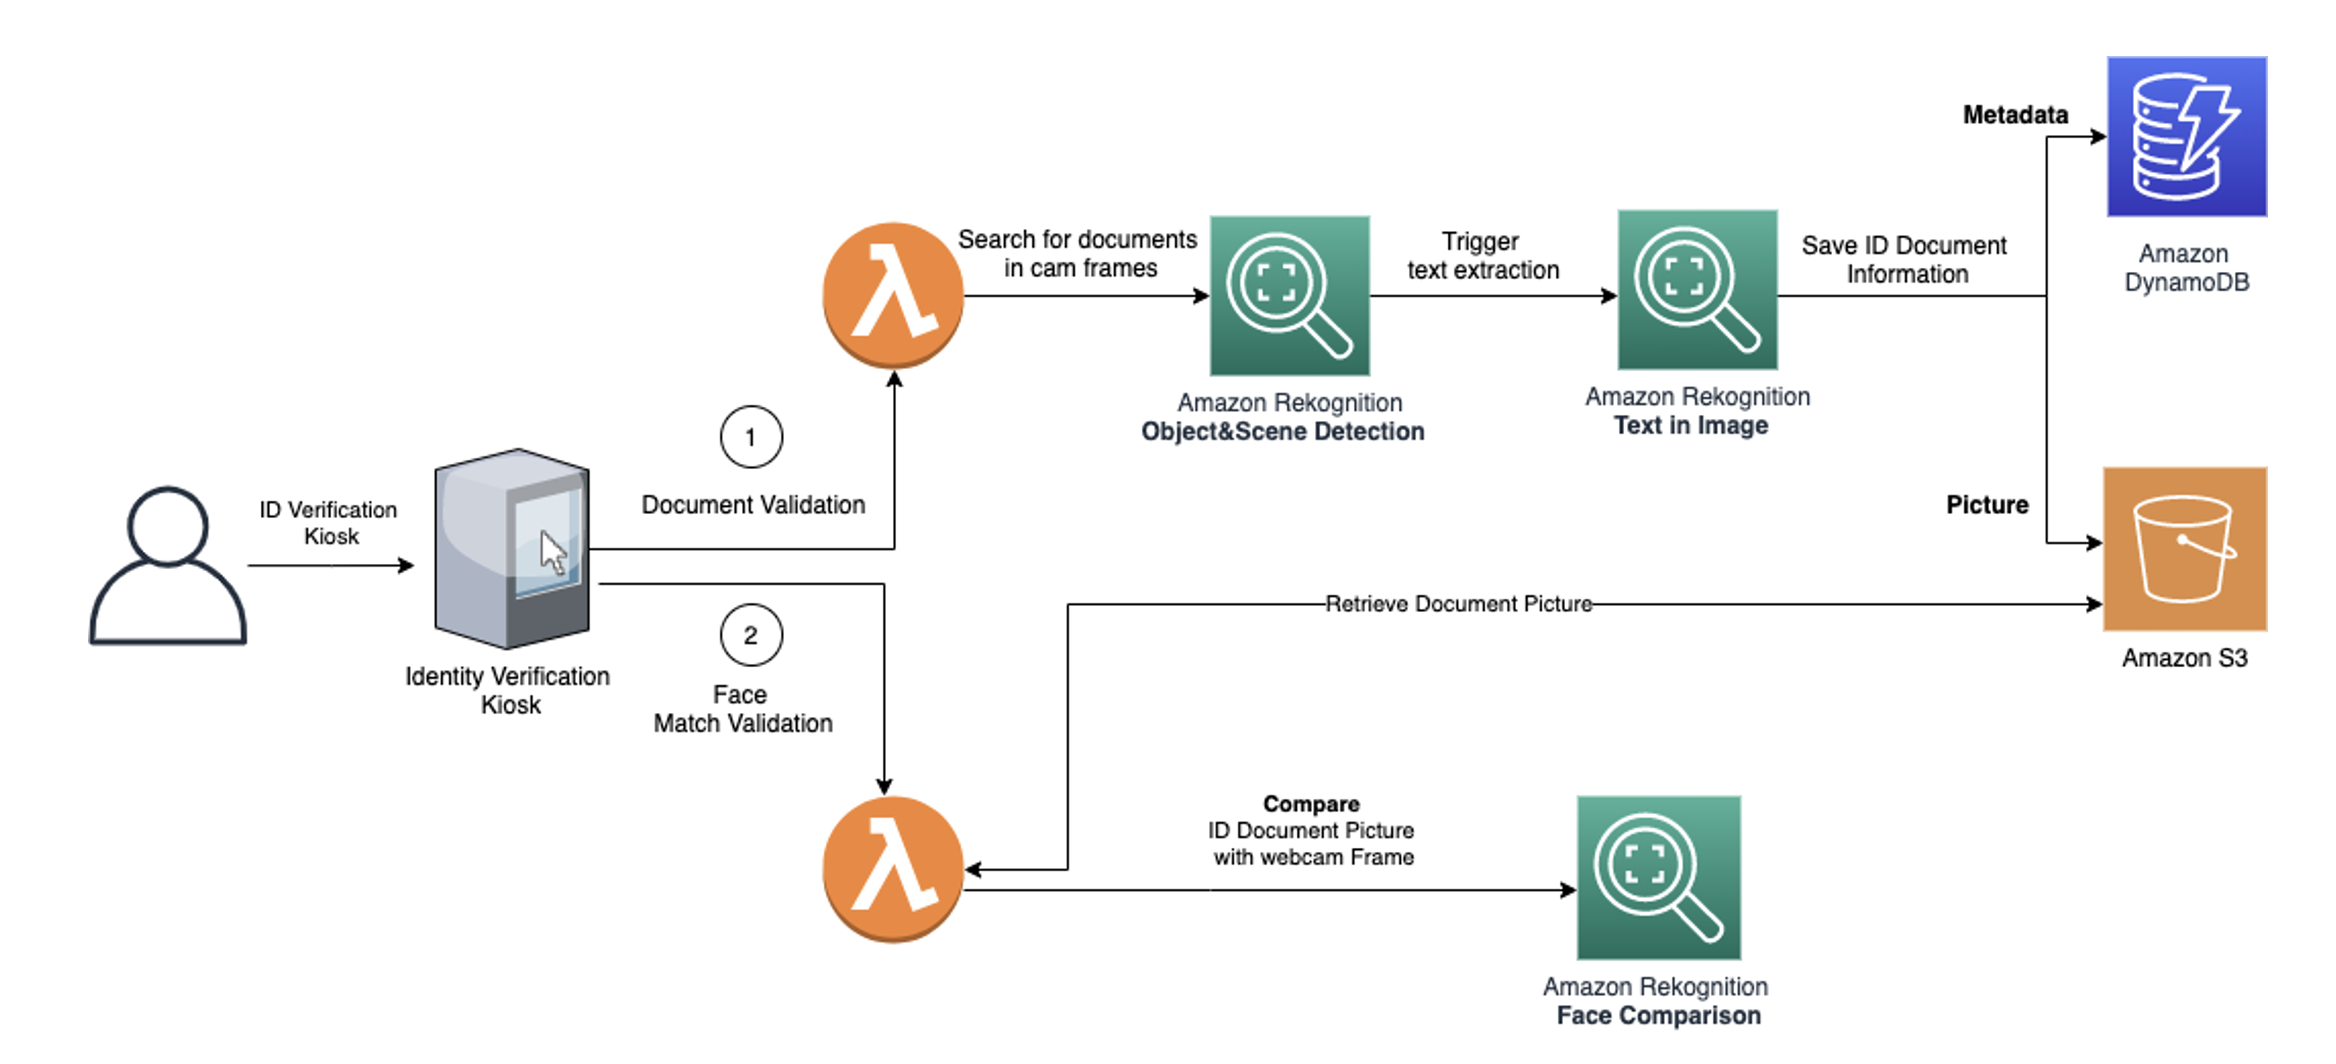 Metadata
Amazon
DynamoDB
Search for documents
in cam frames
Trigger
text extraction
Save ID Document
Information
Amazon Rekognition
Object&Scene Detection
Amazon Rekognition
Text in Image
1
Document Validation
ID Verification
Kiosk
Picture
Identity Verification
Kiosk
2
Face
Match Validation
Retrieve Document Picture
Amazon S3
Compare
ID Document Picture
with webcam Frame
Amazon Rekognition
Face Comparison